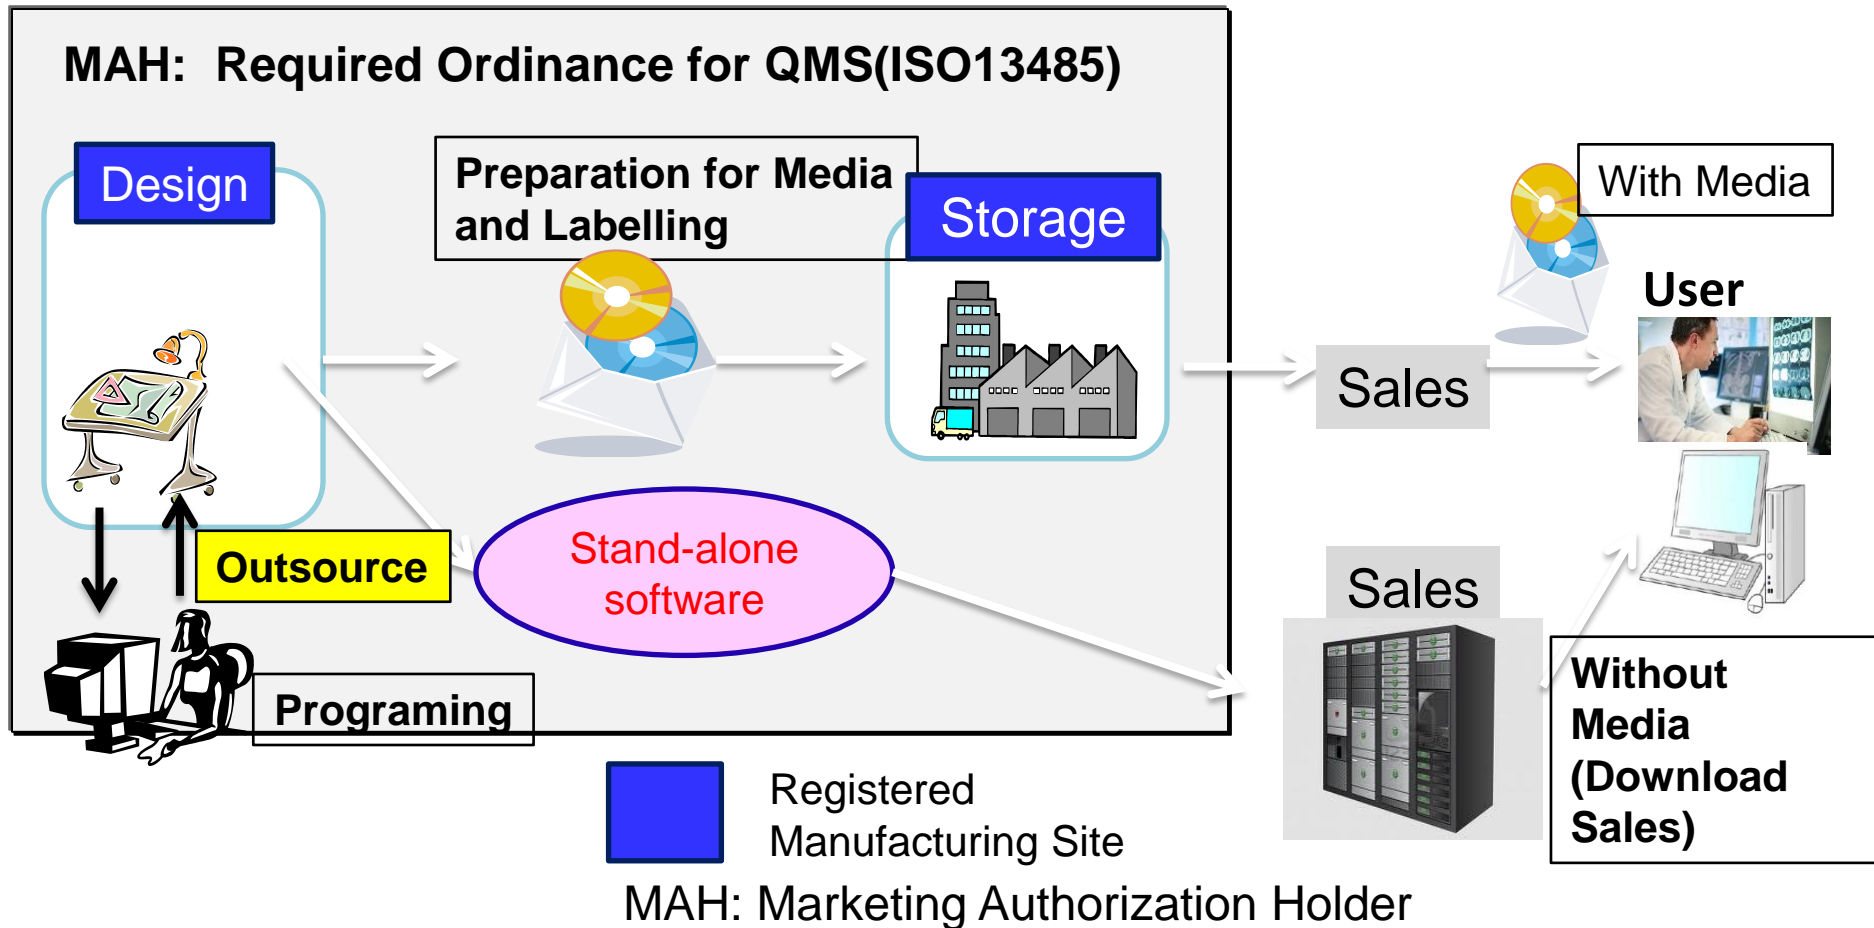 MAH: Required Ordinance for QMS(ISO13485)
Design
Preparation for Media
and Labelling
Storage
With Media
User
Sales
Outsource
Stand-alone
software
Sales
Programing
Without
Media
(Download
Sales)
Registered
Manufacturing Site
MAH: Marketing Authorization Holder